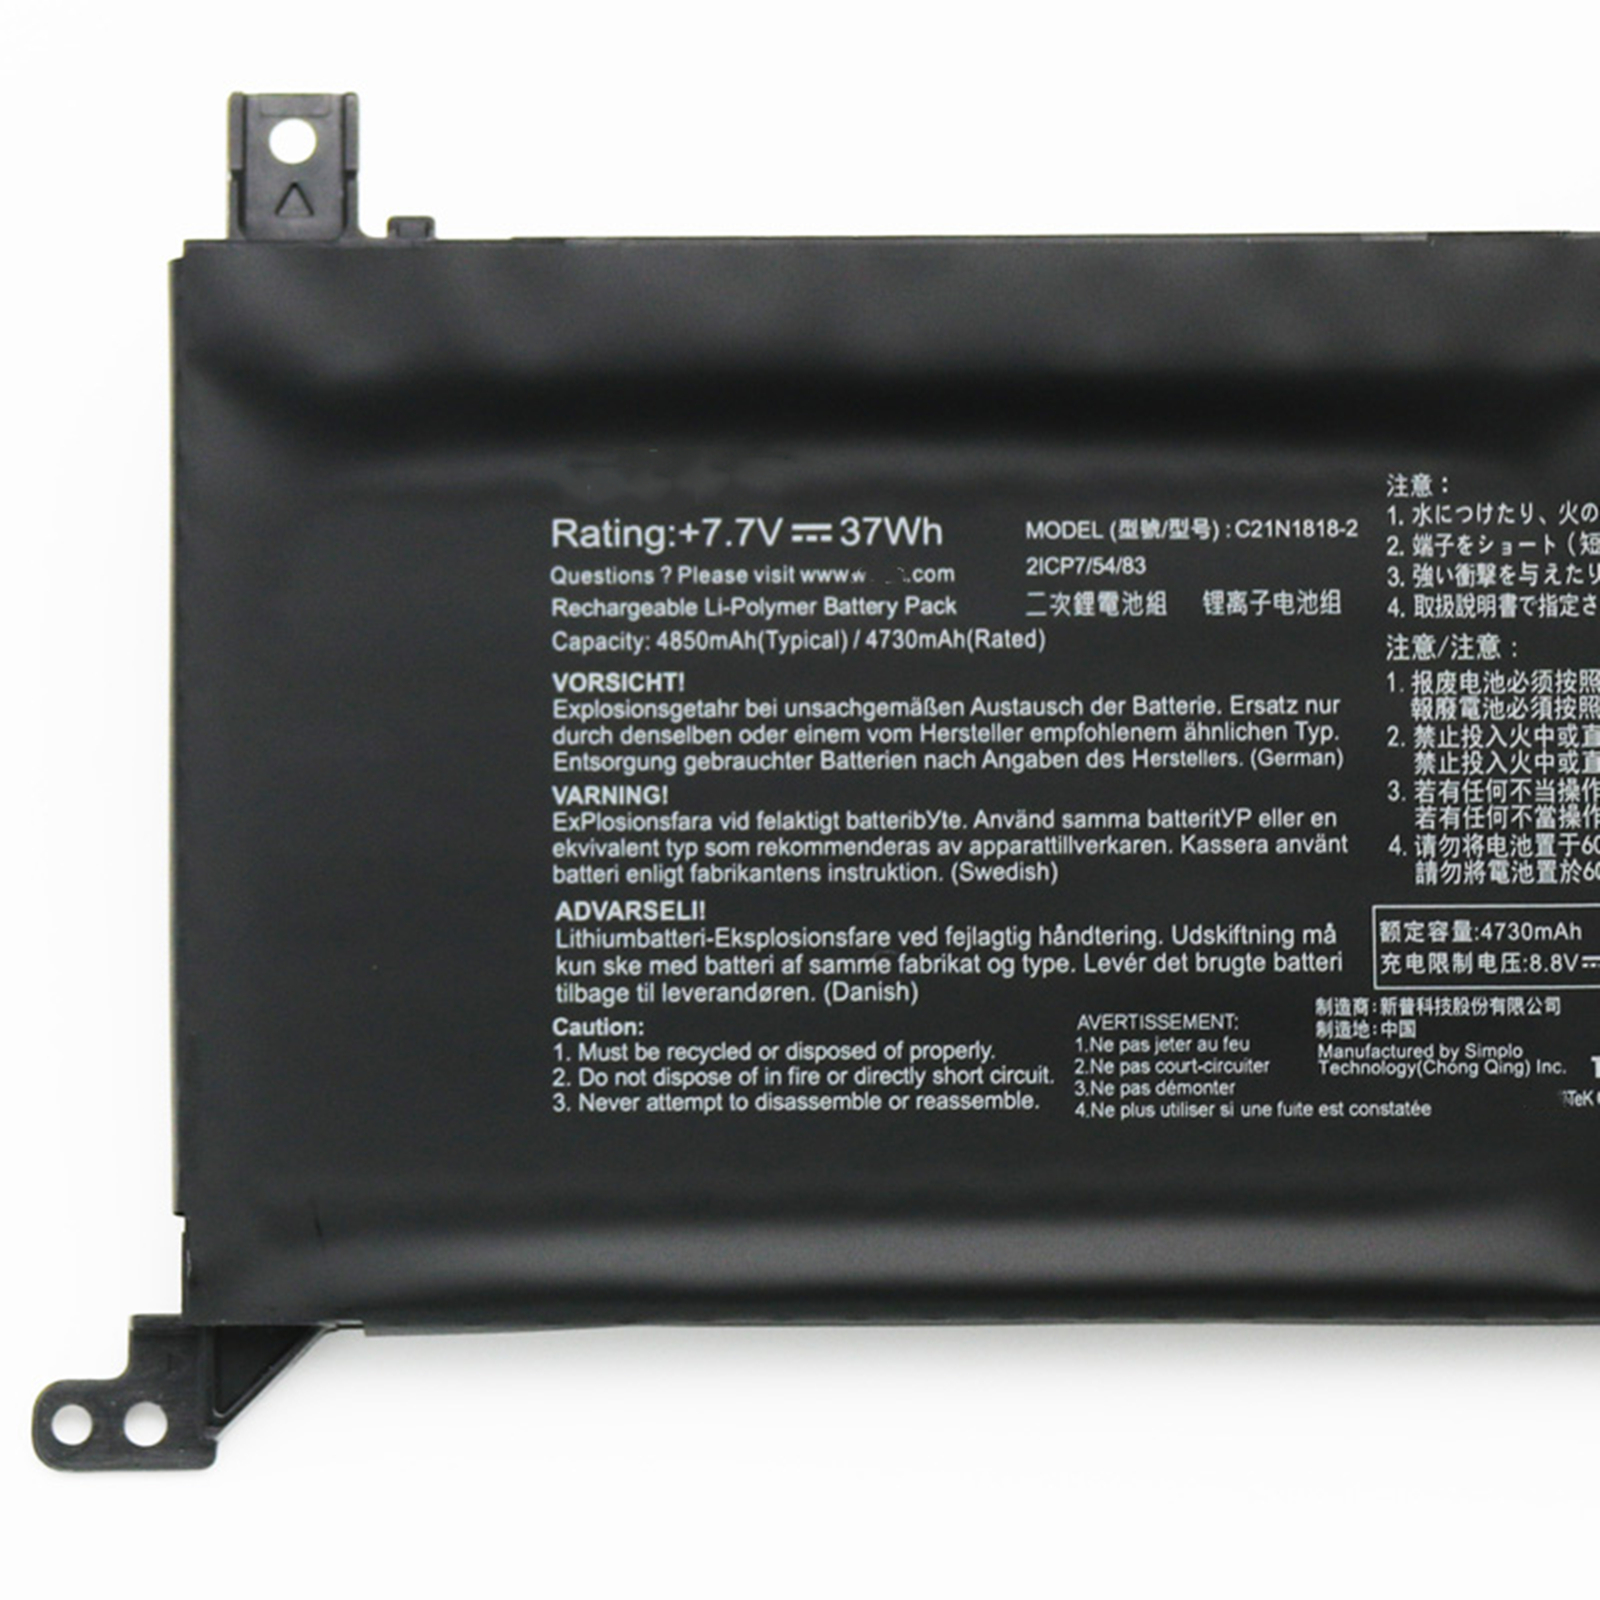 Rating:+7.7V⎓37Wh
Questions ? Please visit www .com
Rechargeable Li-Polymer Battery Pack
Capacity: 4850mAh(Typical) / 4730mAh(Rated)
MODEL (型號/型号) : C21N1818-2
2ICP7/54/83
二次鋰電池組 锂离子电池组
VORSICHT!
Explosionsgetahr bei unsachgemäßen Austausch der Batterie. Ersatz nur
durch denselben oder einem vom Hersteller empfohlenem ähnlichen Typ.
Entsorgung gebrauchter Batterien nach Angaben des Herstellers. (German)
VARNING!
ExPlosionsfara vid felaktigt batteribУte. Använd samma batteritУP eller en
ekvivalent typ som rekommenderas av apparattillverkaren. Kassera använt
batteri enligt fabrikantens instruktion. (Swedish)
ADVARSELI!
Lithiumbatteri-Eksplosionsfare ved fejlagtig håndtering. Udskiftning må
kun ske med batteri af samme fabrikat og type. Levér det brugte batteri
tilbage til leverandøren. (Danish)
Caution:
1. Must be recycled or disposed of properly.
2. Do not dispose of in fire or directly short circuit.
3. Never attempt to disassemble or reassemble.
AVERTISSEMENT:
1.Ne pas jeter au feu
2.Ne pas court-circuiter
3.Ne pas démonter
4.Ne plus utiliser si une fuite est constatée
注意：
1. 水につけたり、火の
2. 端子をショート（短
3. 強い衝撃を与えたり
4. 取扱説明書で指定さ
注意/注意：
1. 报废电池必须按照
報廢電池必須按照
2. 禁止投入火中或直
禁止投入火中或直
3. 若有任何不当操作
若有任何不當操作
4. 请勿将电池置于60
請勿將電池置於60
额定容量:4730mAh
充电限制电压:8.8V⎓
制造商:新普科技股份有限公司
制造地:中国
Manufactured by Simplo
Technology(Chong Qing) Inc.